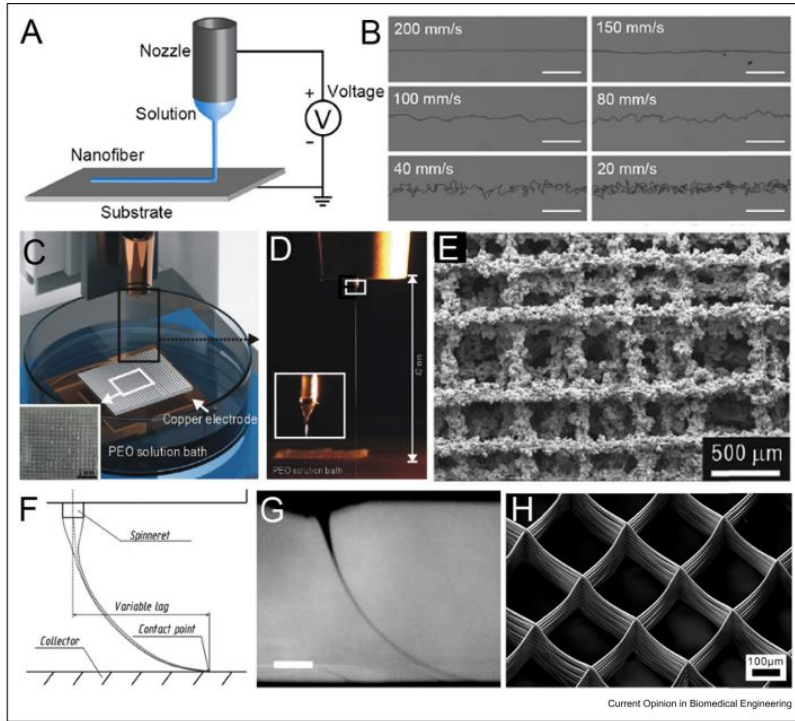 A
Nozzle
Voltage
+
V
−
Solution
Nanofiber
Substrate
B
200 mm/s
150 mm/s
100 mm/s
80 mm/s
40 mm/s
20 mm/s
C
Copper electrode
PEO solution bath
D
PEO solution bath
E
500 μm
F
Spinneret
Variable lag
Contact point
Collector
G
H
100μm
Current Opinion in Biomedical Engineering